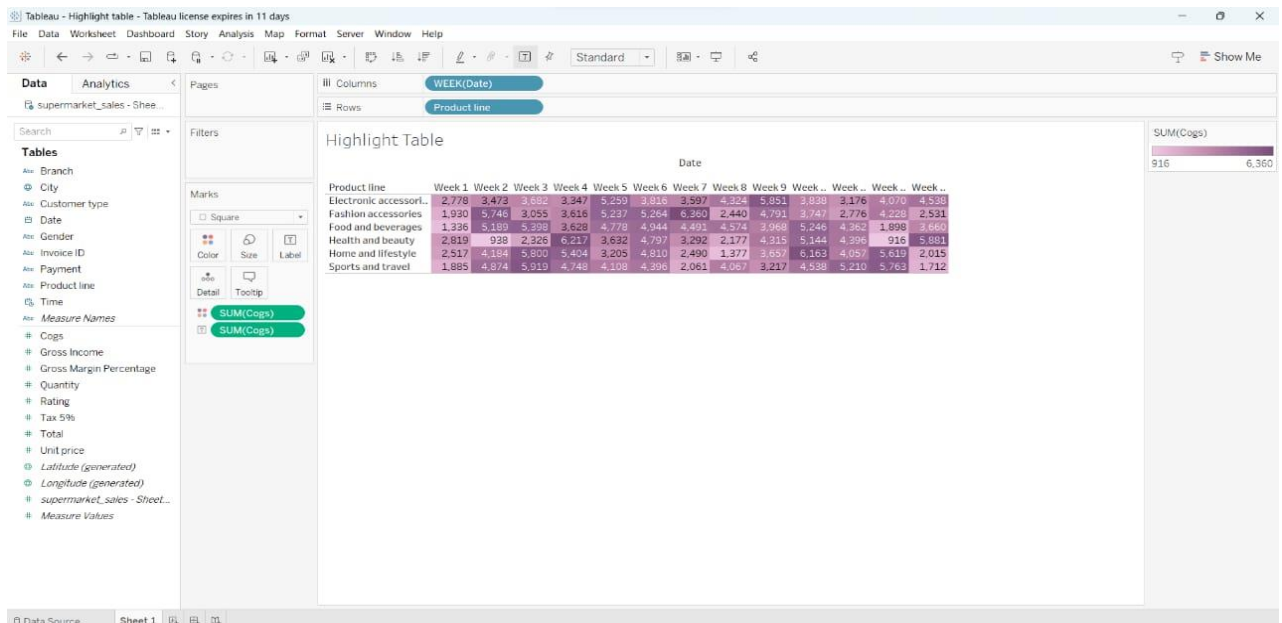 Tableau - Highlight table - Tableau license expires in 11 days
File Data Worksheet Dashboard Story Analysis Map Format Server Window Help
Standard
Show Me
Data Analytics
supermarket_sales - Shee...
Search
Tables
Abc Branch
City
Abc Customer type
Date
Abc Gender
Abc Invoice ID
Abc Payment
Abc Product line
Time
Abc Measure Names
# Cogs
# Gross Income
# Gross Margin Percentage
# Quantity
# Rating
# Tax 5%
# Total
# Unit price
Latitude (generated)
Longitude (generated)
# supermarket_sales - Sheet...
# Measure Values
Pages
Filters
Marks
Square
Color Size Label
Detail Tooltip
SUM(Cogs)
SUM(Cogs)
Columns WEEK(Date)
Rows Product line
Highlight Table
Date
Product line Week 1 Week 2 Week 3 Week 4 Week 5 Week 6 Week 7 Week 8 Week 9 Week .. Week .. Week .. Week ..
Electronic accessori.. 2,778 3,473 3,682 3,347 5,259 3,816 3,597 4,324 5,851 3,838 3,176 4,070 4,538
Fashion accessories 1,930 5,746 3,055 3,616 5,237 5,264 6,360 2,440 4,791 3,747 2,776 4,228 2,531
Food and beverages 1,336 5,189 5,398 3,628 4,778 4,944 4,491 4,574 3,968 5,246 4,362 1,898 3,660
Health and beauty 2,819 938 2,326 6,217 3,632 4,797 3,292 2,177 4,315 5,144 4,396 916 5,881
Home and lifestyle 2,517 4,184 5,800 5,404 3,205 4,810 2,490 1,377 3,657 6,163 4,057 5,619 2,015
Sports and travel 1,885 4,874 5,919 4,748 4,108 4,396 2,061 4,067 3,217 4,538 5,210 5,763 1,712
SUM(Cogs)
916 6,360
Data Source Sheet 1